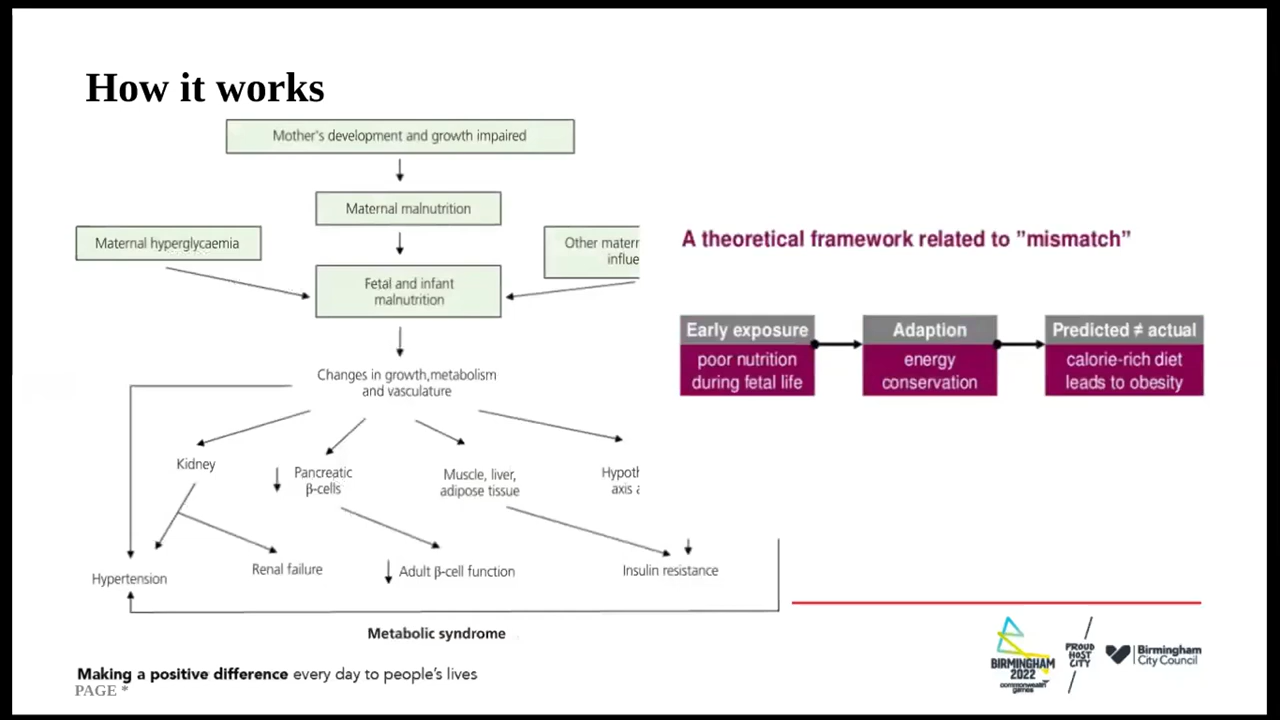 How it works
Mother's development and growth impaired
Maternal malnutrition
Maternal hyperglycaemia
Other
Fetal and infant
malnutrition
Changes in growth,metabolism
and vasculature
Kidney
Pancreatic
β-cells
Muscle, liver,
adipose tissue
axis
Hypertension
Renal failure
Adult β-cell function
Insulin resistance
Metabolic syndrome
A theoretical framework related to ”mismatch”
Early exposure
poor nutrition
during fetal life
Adaption
energy
conservation
Predicted ≠ actual
calorie-rich diet
leads to obesity
Making a positive difference every day to people's lives
PAGE *
BIRMINGHAM
2022
commonwealth
games
PROUD
HOST
CITY
Birmingham
City Council